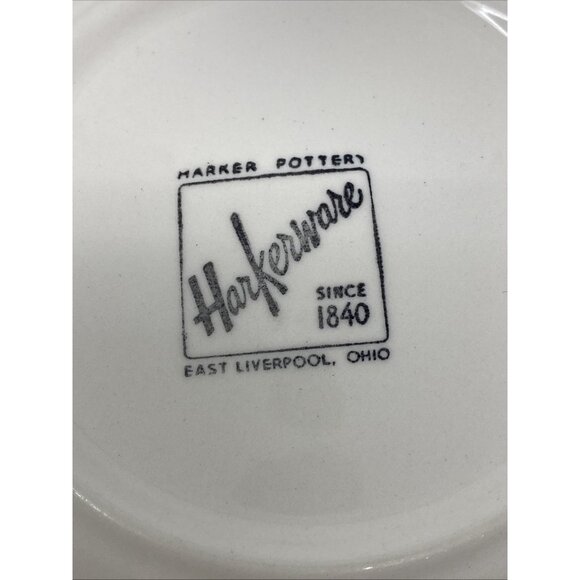 HARKER POTTERY
Harkerware
SINCE
1840
EAST LIVERPOOL, OHIO